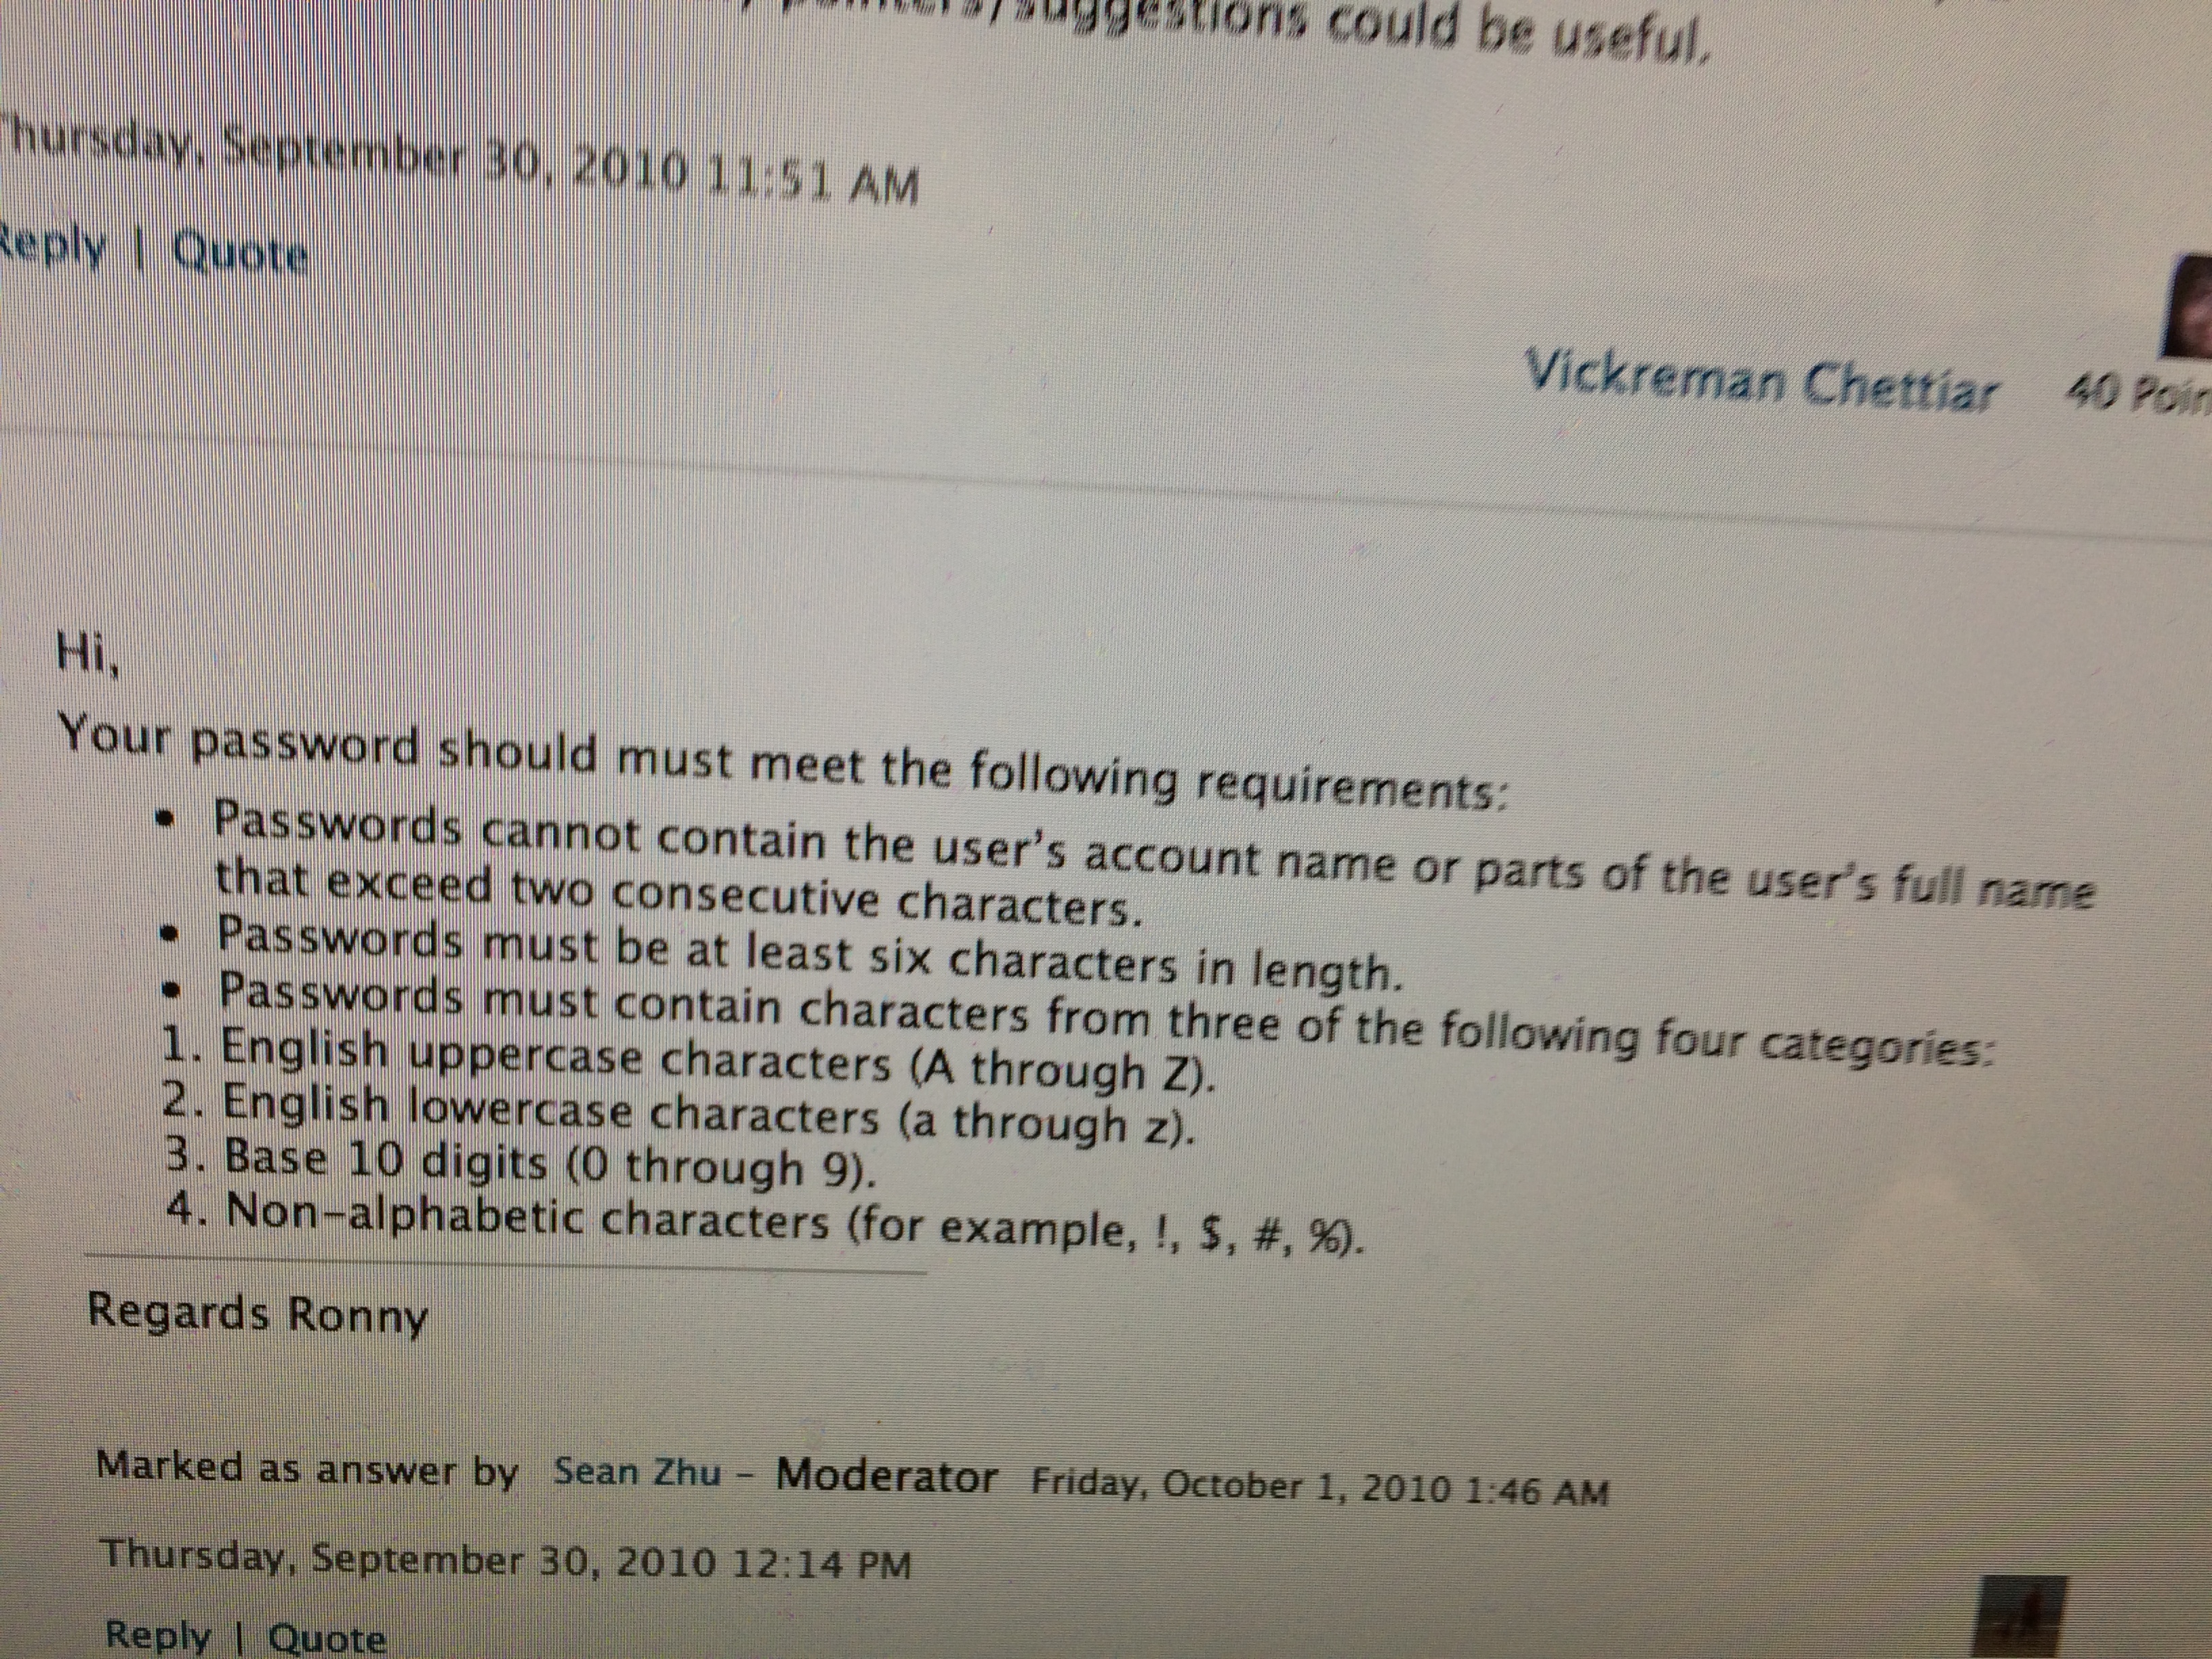 suggestions could be useful.
Thursday, September 30, 2010 11:51 AM
Reply | Quote
Vickreman Chettiar 40
Hi,
Your password should must meet the following requirements:
• Passwords cannot contain the user's account name or parts of the user's full name
that exceed two consecutive characters.
• Passwords must be at least six characters in length.
• Passwords must contain characters from three of the following four categories:
1. English uppercase characters (A through Z).
2. English lowercase characters (a through z).
3. Base 10 digits (0 through 9).
4. Non-alphabetic characters (for example, !, $, #, %).
Regards Ronny
Marked as answer by Sean Zhu - Moderator Friday, October 1, 2010 1:46 AM
Thursday, September 30, 2010 12:14 PM
Reply | Quote